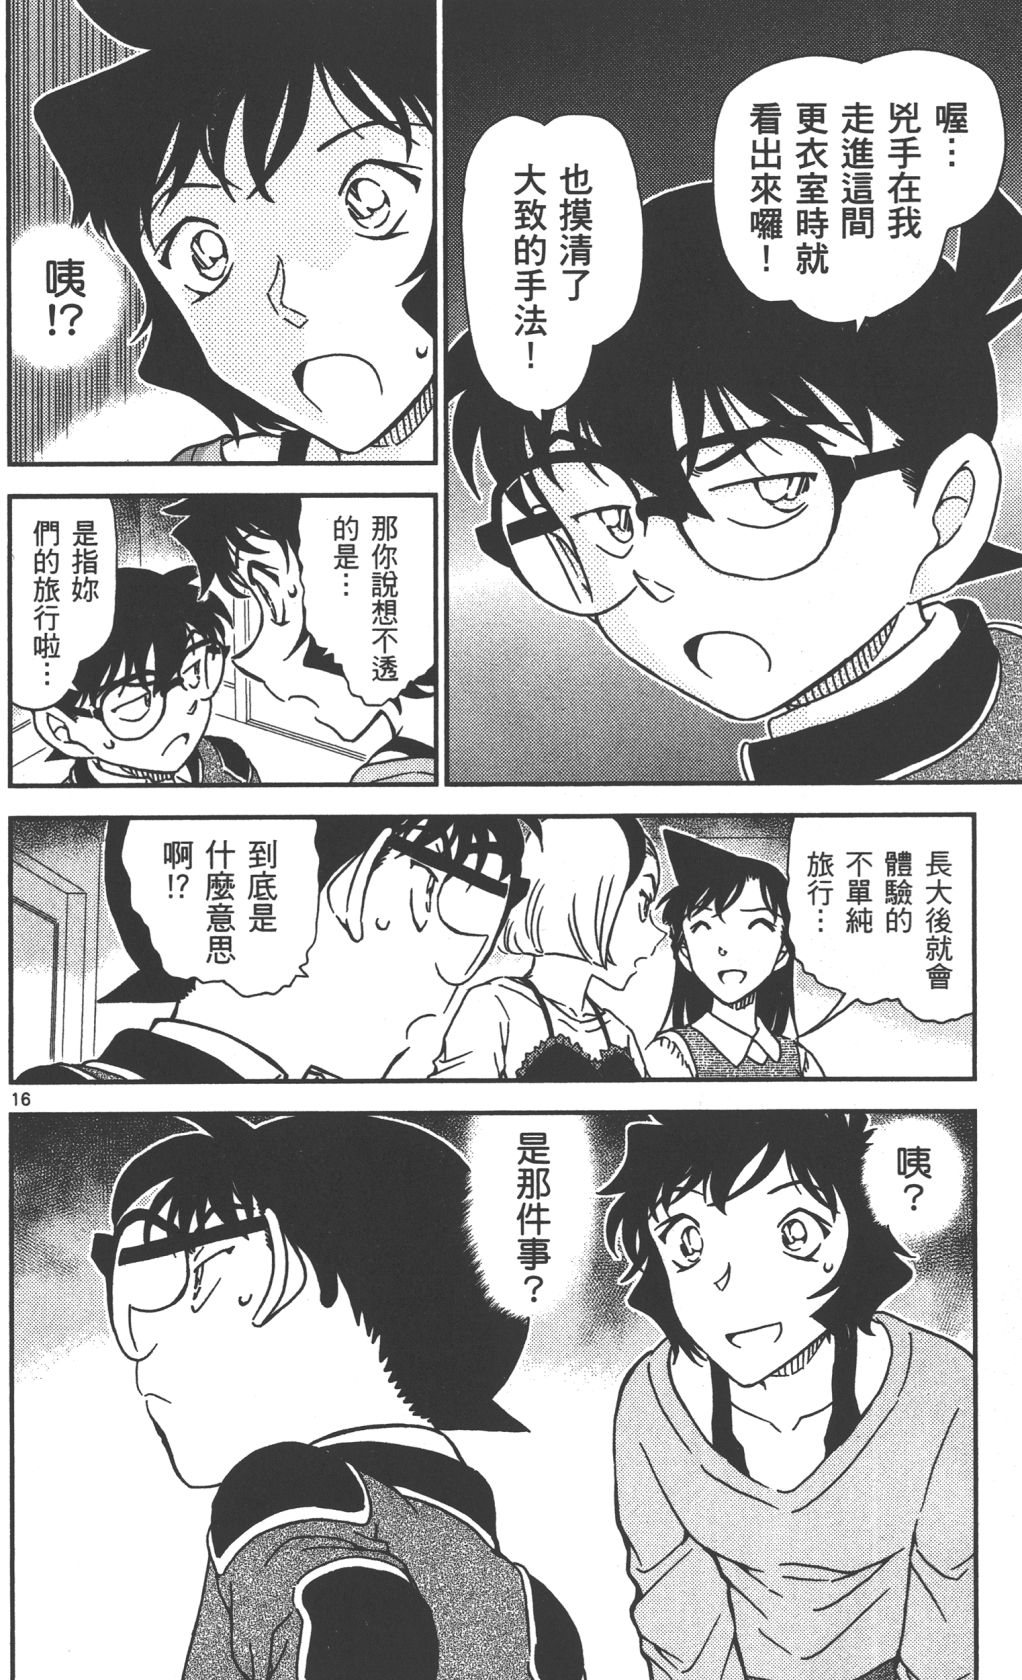 喔…
兇手在我
走進這間
更衣室時就
看出來囉！
也摸清了
大致的手法！
咦!?
那你說想不透
的是…
是指妳
們的旅行啦…
長大後就會
體驗的
不單純
旅行…
到底是
什麼意思
啊!?
16
咦？
是那件事？